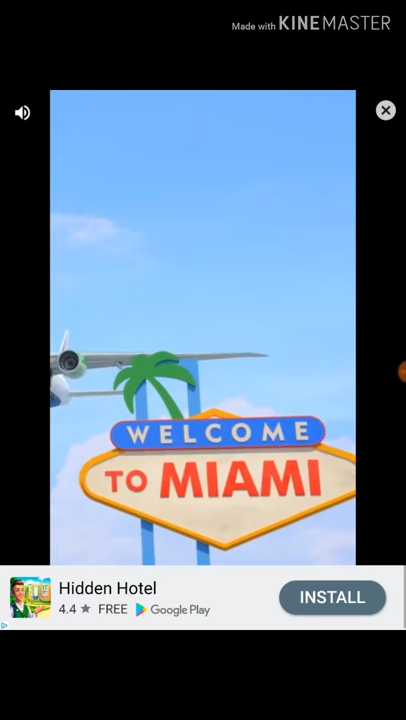 Made with KINEMASTER
WELCOME
TO MIAMI
Hidden Hotel
4.4 ★ FREE Google Play
INSTALL